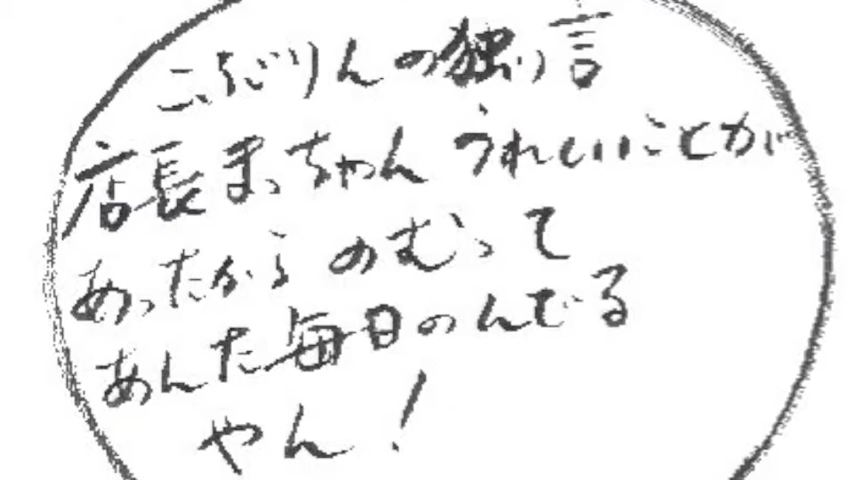 こぢりんの独り言
店長まっちゃん うれしいことが
あったから のむって
あんた毎日のんでる
やん!